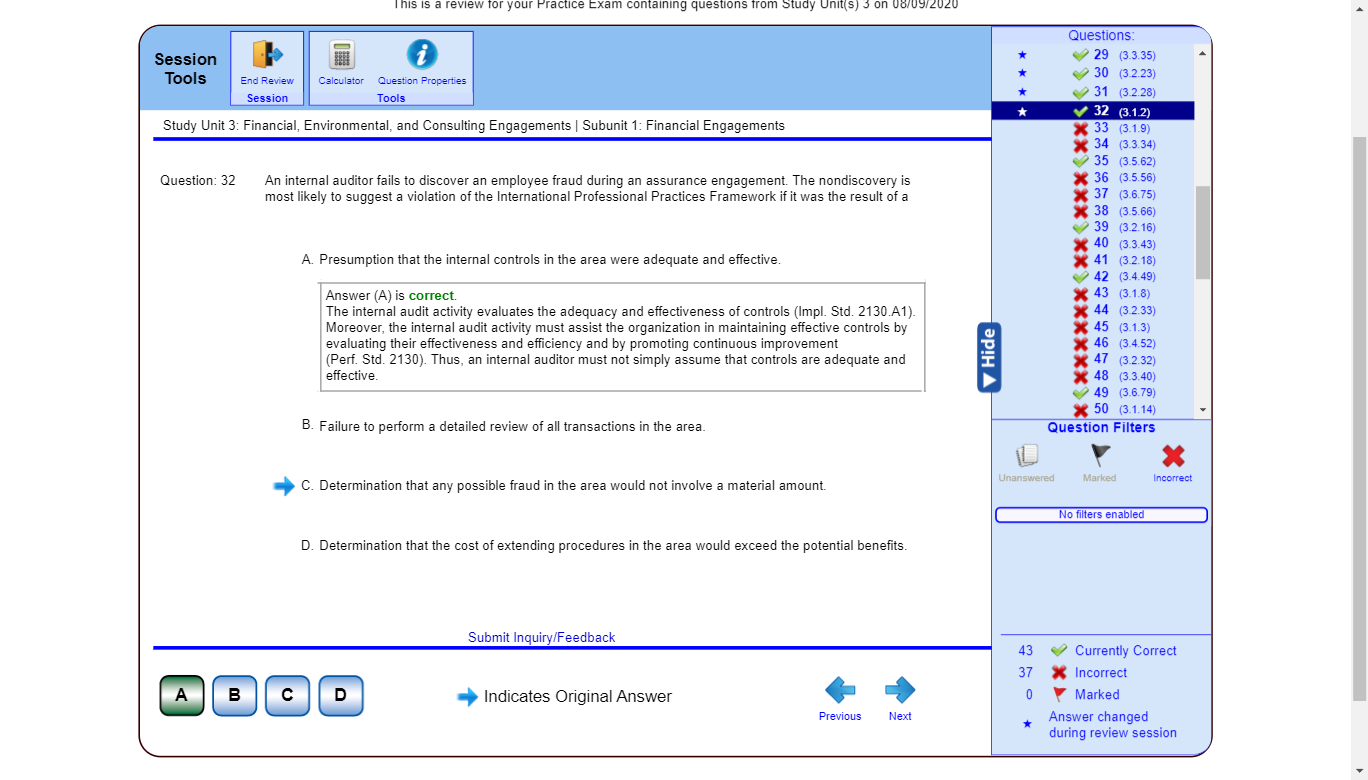 This is a review for your Practice Exam containing questions from Study Unit(s) 3 on 08/09/2020
Session
Tools
End Review
Session
Calculator
Question Properties
Tools
Study Unit 3: Financial, Environmental, and Consulting Engagements | Subunit 1: Financial Engagements
Question: 32
An internal auditor fails to discover an employee fraud during an assurance engagement. The nondiscovery is
most likely to suggest a violation of the International Professional Practices Framework if it was the result of a
A. Presumption that the internal controls in the area were adequate and effective.
Answer (A) is correct.
The internal audit activity evaluates the adequacy and effectiveness of controls (Impl. Std. 2130.A1).
Moreover, the internal audit activity must assist the organization in maintaining effective controls by
evaluating their effectiveness and efficiency and by promoting continuous improvement
(Perf. Std. 2130). Thus, an internal auditor must not simply assume that controls are adequate and
effective.
B. Failure to perform a detailed review of all transactions in the area.
C. Determination that any possible fraud in the area would not involve a material amount.
D. Determination that the cost of extending procedures in the area would exceed the potential benefits.
Submit Inquiry/Feedback
A B C D
Indicates Original Answer
Previous
Next
Questions:
29 (3.3.35)
30 (3.2.23)
31 (3.2.28)
32 (3.1.2)
33 (3.1.9)
34 (3.3.34)
35 (3.5.62)
36 (3.5.56)
37 (3.6.75)
38 (3.5.66)
39 (3.2.16)
40 (3.3.43)
41 (3.2.18)
42 (3.4.49)
43 (3.1.8)
44 (3.2.33)
45 (3.1.3)
46 (3.4.52)
47 (3.2.32)
48 (3.3.40)
49 (3.6.79)
50 (3.1.14)
Hide
Question Filters
Unanswered
Marked
Incorrect
No filters enabled
43 Currently Correct
37 Incorrect
0 Marked
Answer changed
during review session